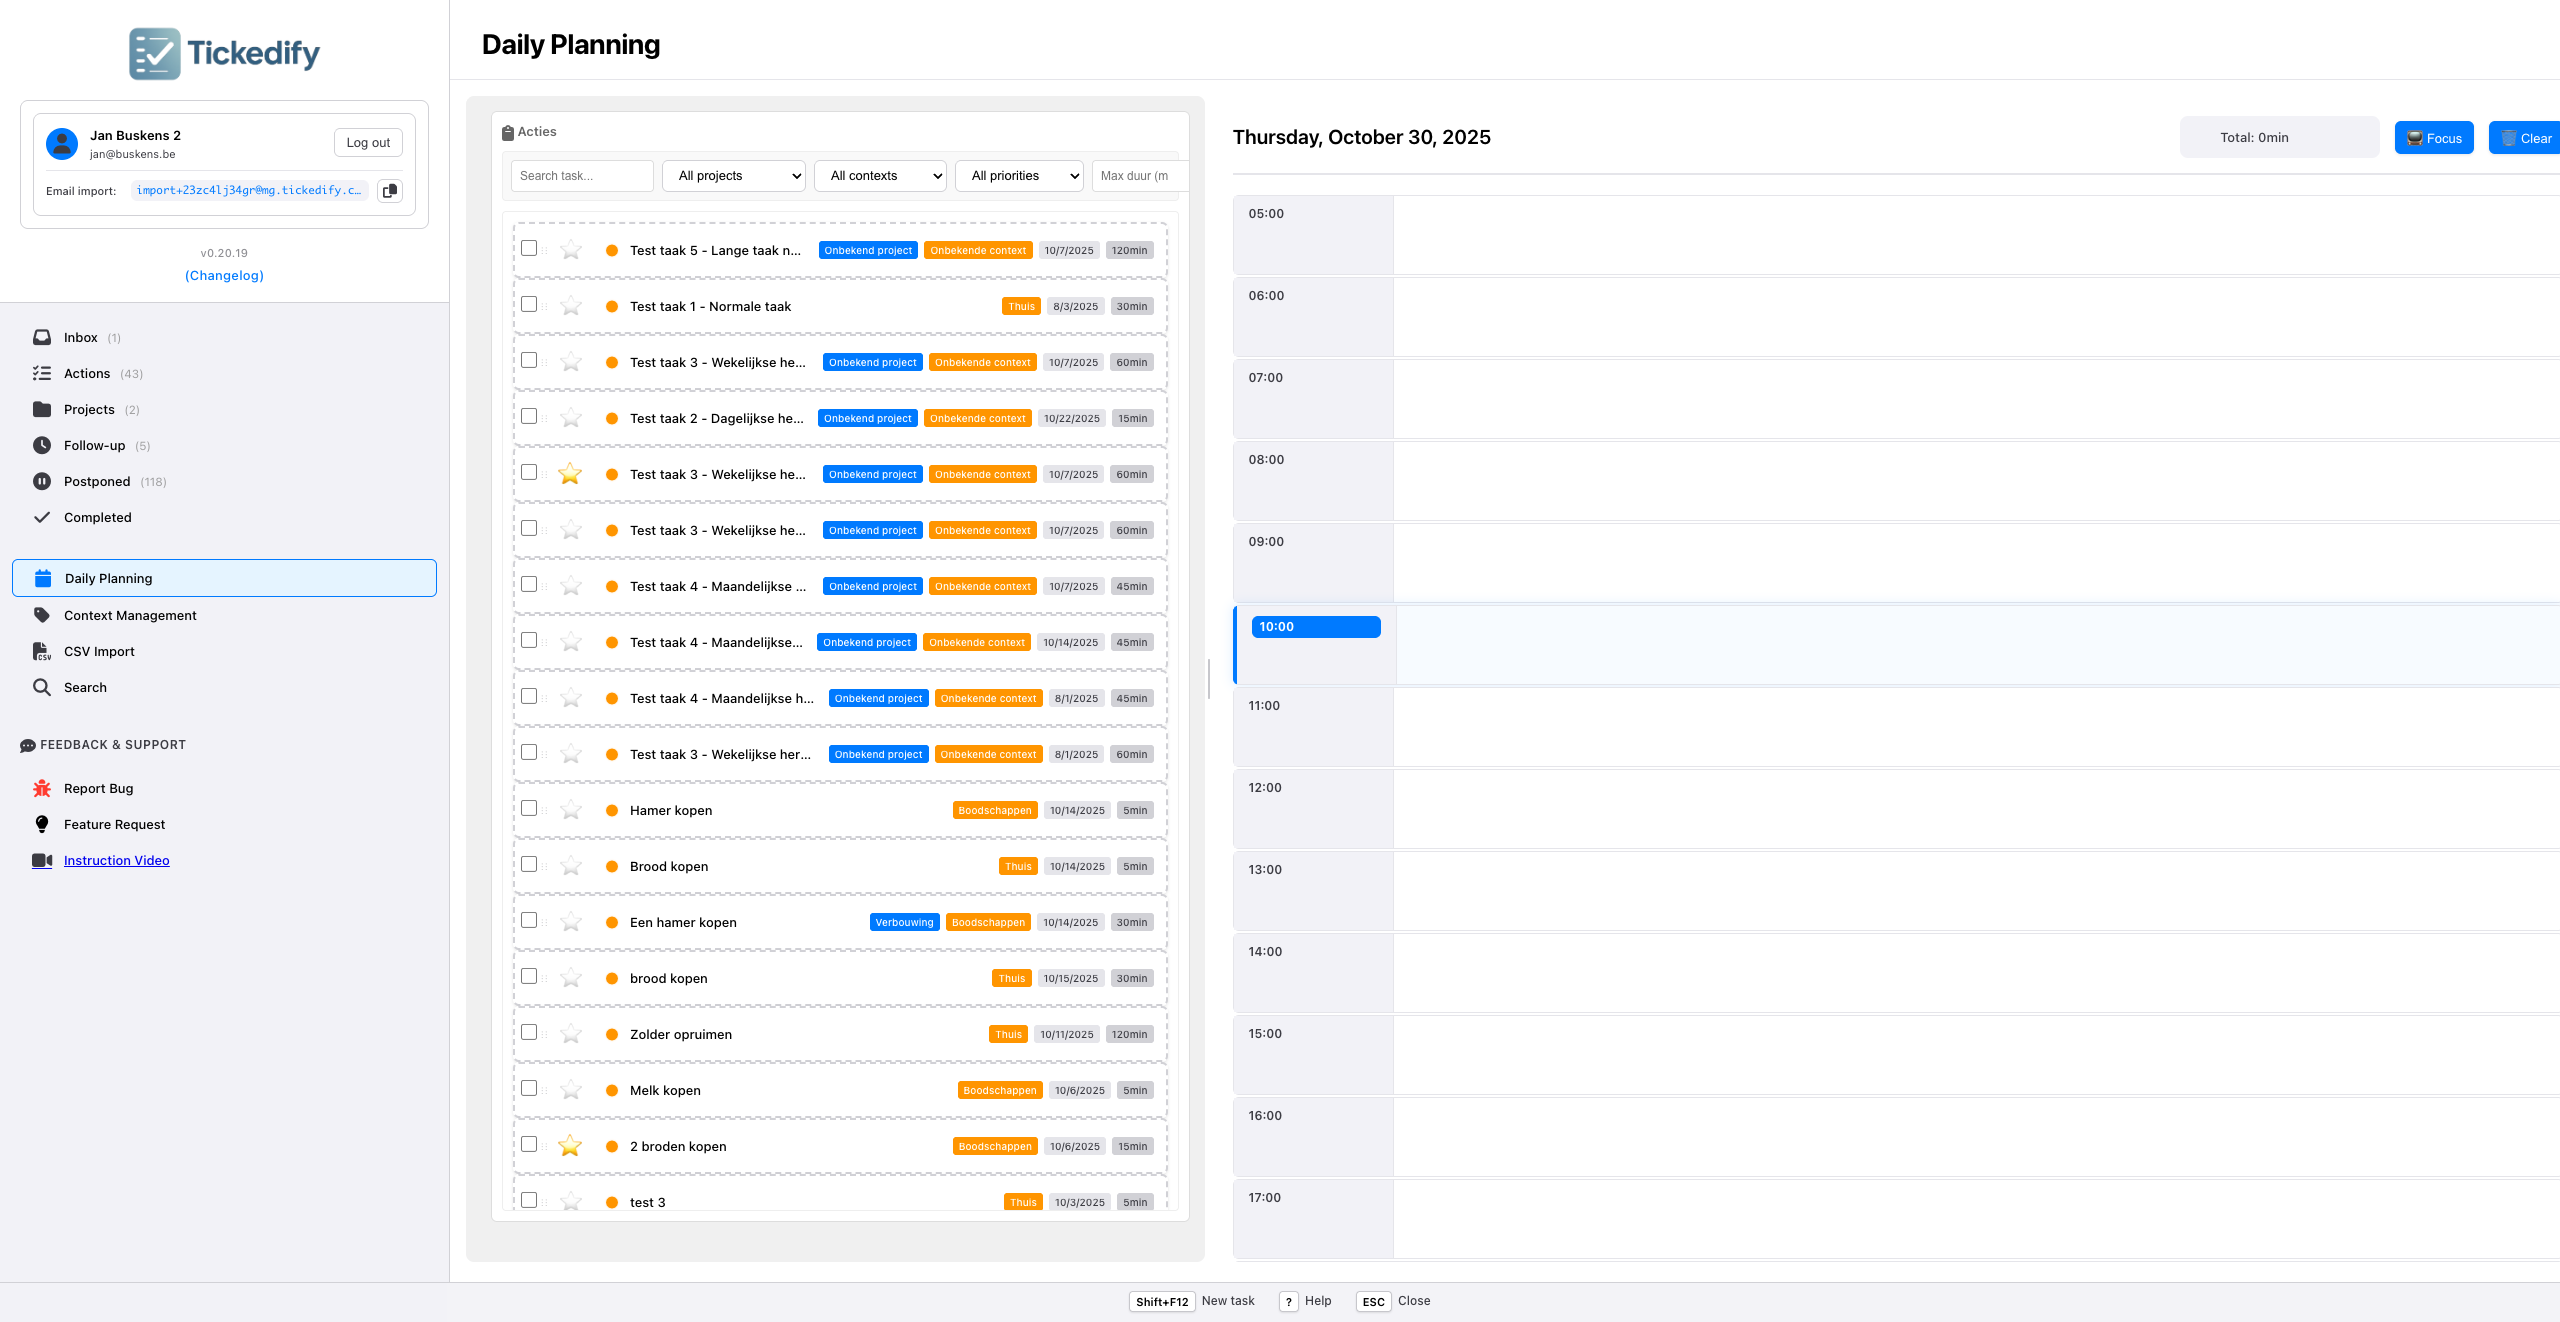 Tickedify
Jan Buskens 2
jan@buskens.be
Log out
Email import:
import+23zc4lj34gr@mg.tickedify.c...
v0.20.19
(Changelog)
Inbox (1)
Actions (43)
Projects (2)
Follow-up (5)
Postponed (118)
Completed
Daily Planning
Context Management
CSV Import
Search
FEEDBACK & SUPPORT
Report Bug
Feature Request
Instruction Video
Daily Planning
Acties
Search task... All projects All contexts All priorities Max duur (m
Test taak 5 - Lange taak n... Onbekend project Onbekende context 10/7/2025 120min
Test taak 1 - Normale taak Thuis 8/3/2025 30min
Test taak 3 - Wekelijkse he... Onbekend project Onbekende context 10/7/2025 60min
Test taak 2 - Dagelijkse he... Onbekend project Onbekende context 10/22/2025 15min
Test taak 3 - Wekelijkse he... Onbekend project Onbekende context 10/7/2025 60min
Test taak 3 - Wekelijkse he... Onbekend project Onbekende context 10/7/2025 60min
Test taak 4 - Maandelijkse ... Onbekend project Onbekende context 10/7/2025 45min
Test taak 4 - Maandelijkse... Onbekend project Onbekende context 10/14/2025 45min
Test taak 4 - Maandelijkse h... Onbekend project Onbekende context 8/1/2025 45min
Test taak 3 - Wekelijkse her... Onbekend project Onbekende context 8/1/2025 60min
Hamer kopen Boodschappen 10/14/2025 5min
Brood kopen Thuis 10/14/2025 5min
Een hamer kopen Verbouwing Boodschappen 10/14/2025 30min
brood kopen Thuis 10/15/2025 30min
Zolder opruimen Thuis 10/11/2025 120min
Melk kopen Boodschappen 10/6/2025 5min
2 broden kopen Boodschappen 10/6/2025 15min
test 3 Thuis 10/3/2025 5min
Thursday, October 30, 2025
Total: 0min
Focus
Clear
05:00
06:00
07:00
08:00
09:00
10:00
11:00
12:00
13:00
14:00
15:00
16:00
17:00
Shift+F12 New task ? Help ESC Close